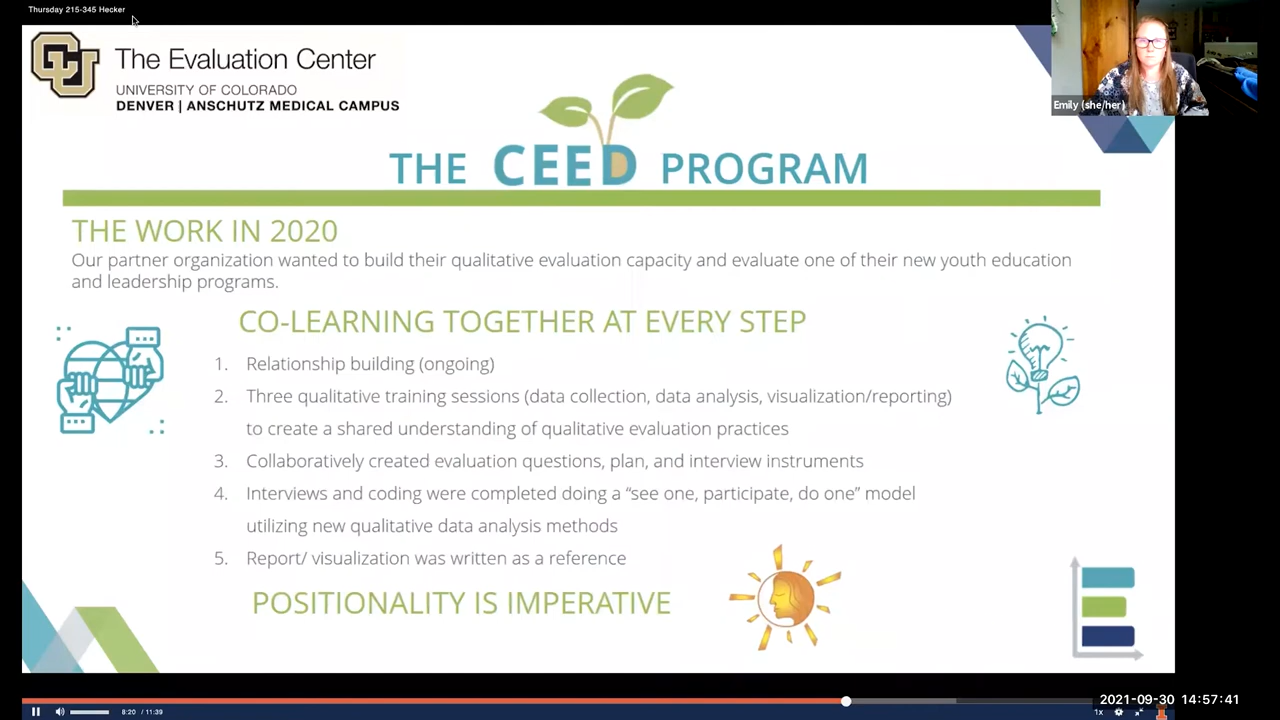 Thursday 215-345 Hecker
The Evaluation Center
UNIVERSITY OF COLORADO
DENVER | ANSCHUTZ MEDICAL CAMPUS
CU
Emily (she/her)
THE CEED PROGRAM
THE WORK IN 2020
Our partner organization wanted to build their qualitative evaluation capacity and evaluate one of their new youth education
and leadership programs.
CO-LEARNING TOGETHER AT EVERY STEP
1. Relationship building (ongoing)
2. Three qualitative training sessions (data collection, data analysis, visualization/reporting)
to create a shared understanding of qualitative evaluation practices
3. Collaboratively created evaluation questions, plan, and interview instruments
4. Interviews and coding were completed doing a “see one, participate, do one” model
utilizing new qualitative data analysis methods
5. Report/ visualization was written as a reference
POSITIONALITY IS IMPERATIVE
2021-09-30 14:57:41
8:20 / 11:39
1x